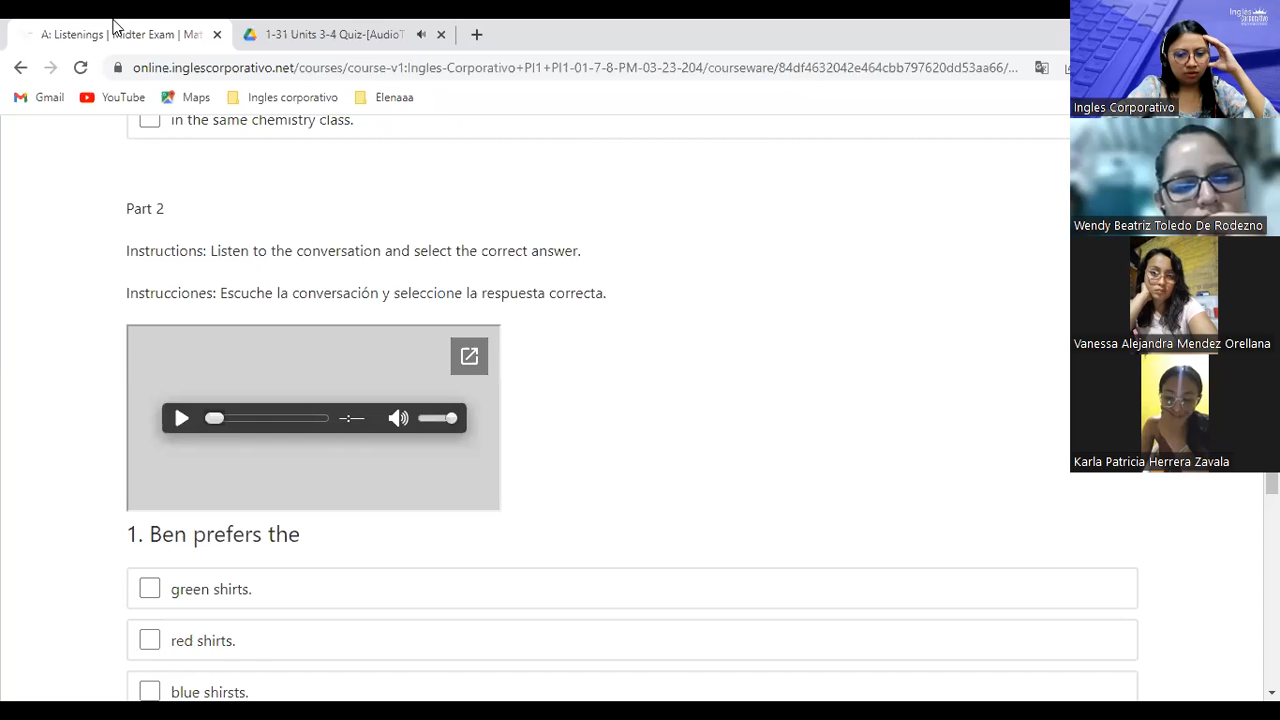 A: Listenings | Midter Exam | Mat
1-31 Units 3-4 Quiz-[AudioT
online.inglescorporativo.net/courses/course-v1:Ingles-Corporativo+PI1+PI1-01-7-8-PM-03-23-204/courseware/84df4632042e464cbb797620dd53aa66/...
Gmail
YouTube
Maps
Ingles corporativo
Elenaaa
in the same chemistry class.
Part 2
Instructions: Listen to the conversation and select the correct answer.
Instrucciones: Escuche la conversación y seleccione la respuesta correcta.
-:--
1. Ben prefers the
green shirts.
red shirts.
blue shirsts.
Ingles
Corporativo
Ingles Corporativo
Wendy Beatriz Toledo De Rodezno
Vanessa Alejandra Mendez Orellana
Karla Patricia Herrera Zavala